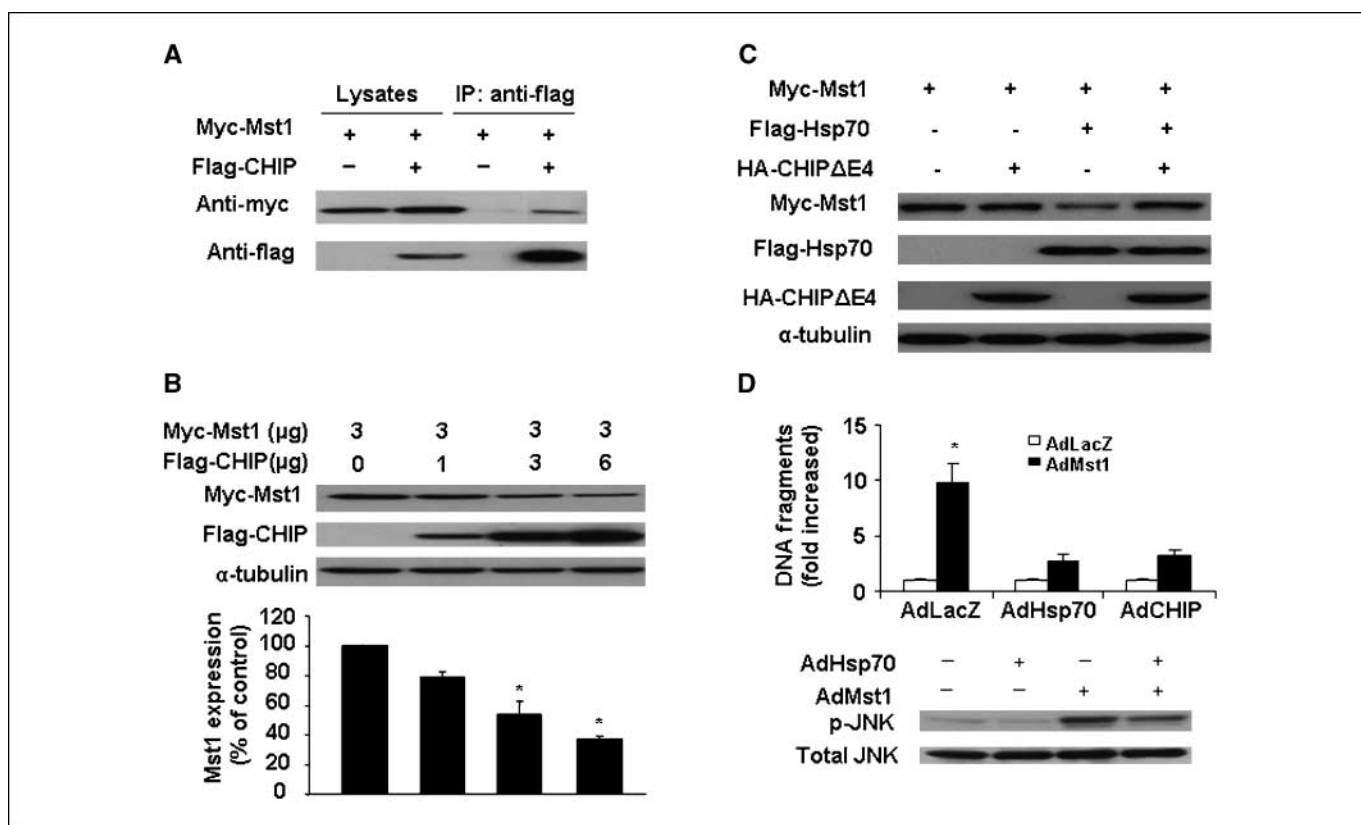 A
Lysates IP: anti-flag
Myc-Mst1 + + + +
Flag-CHIP − + − +
Anti-myc
Anti-flag
B
Myc-Mst1 (μg) 3 3 3 3
Flag-CHIP(μg) 0 1 3 6
Myc-Mst1
Flag-CHIP
α-tubulin
Mst1 expression
(% of control)
120
100
80
60
40
20
0
* *
C
Myc-Mst1 + + + +
Flag-Hsp70 - - + +
HA-CHIPΔE4 - + - +
Myc-Mst1
Flag-Hsp70
HA-CHIPΔE4
α-tubulin
D
DNA fragments
(fold increased)
15
10
5
0
*
AdLacZ
AdMst1
AdLacZ AdHsp70 AdCHIP
AdHsp70 − + − +
AdMst1 − − + +
p-JNK
Total JNK